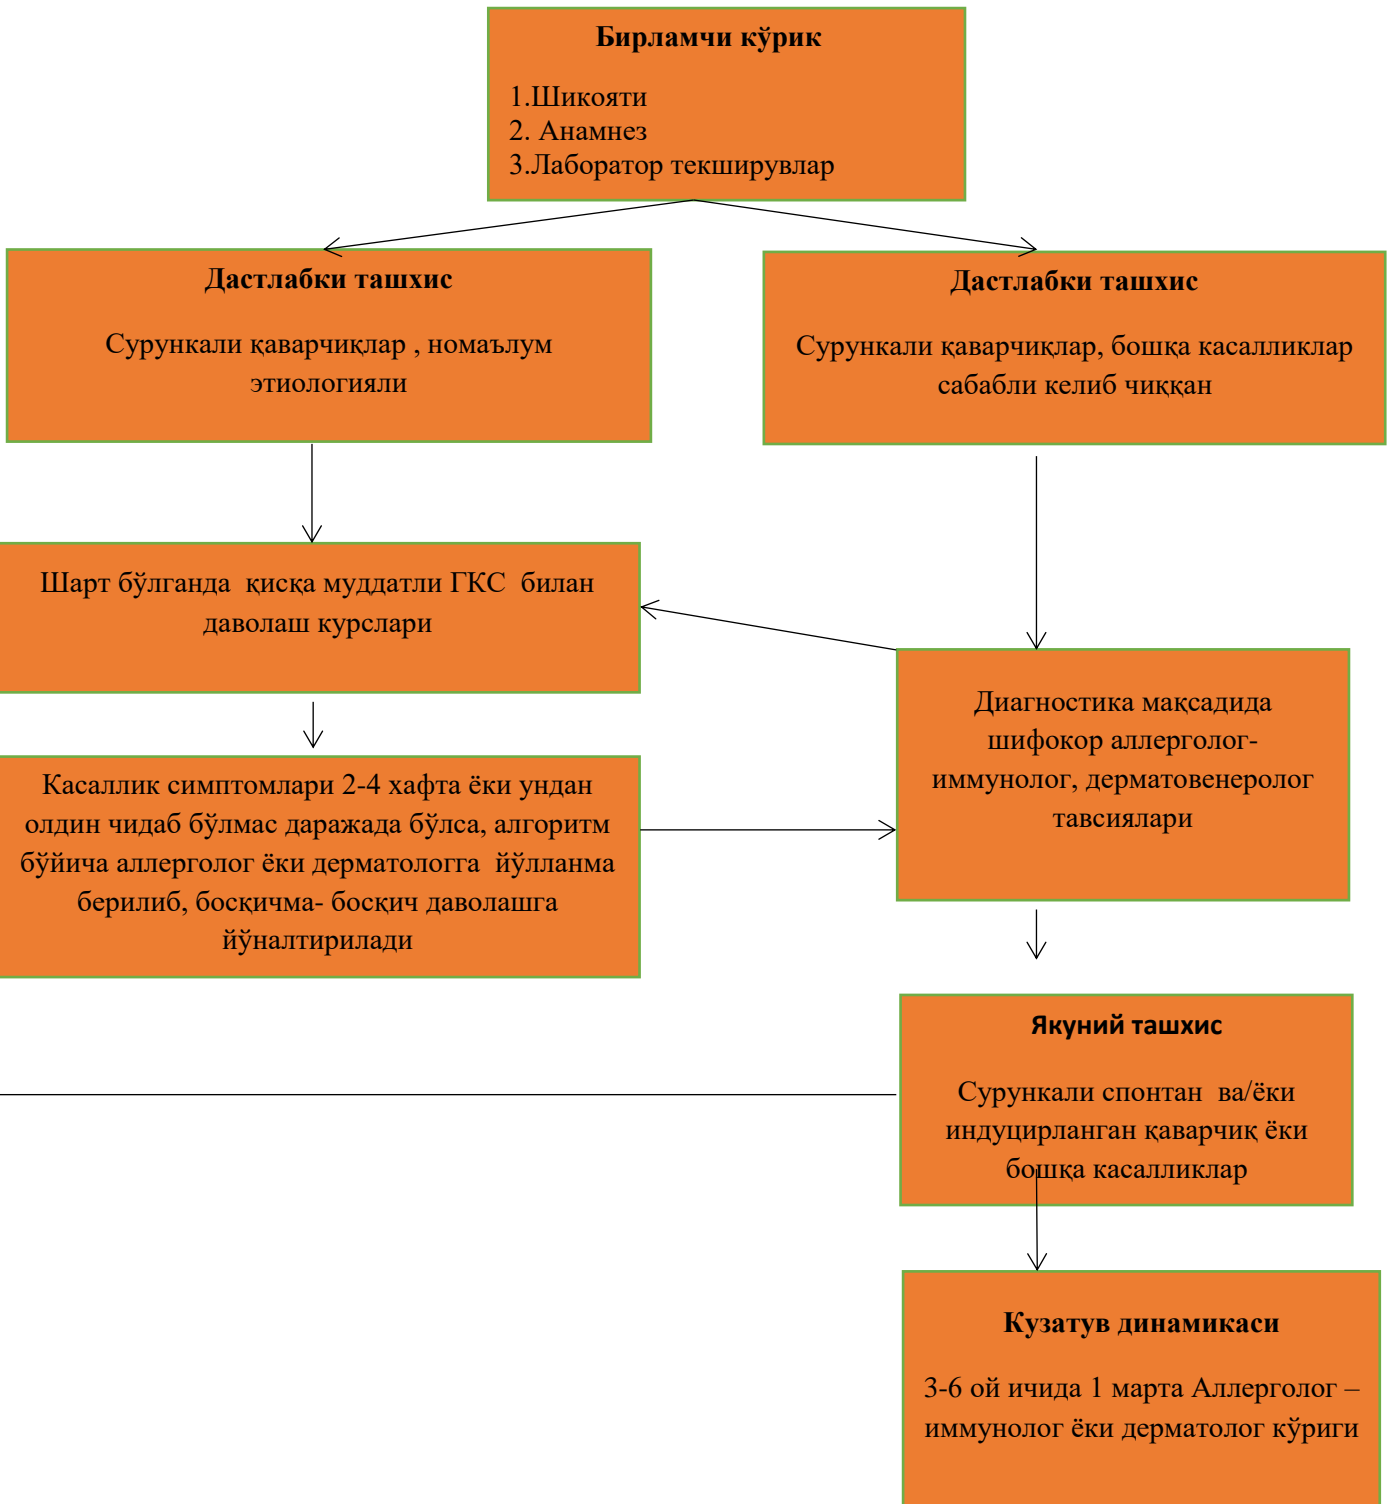 Бирламчи кўрик
1.Шикояти
2. Анамнез
3.Лаборатор текширувлар
Дастлабки ташхис
Сурункали қаварчиқлар , номаълум
этиологияли
Дастлабки ташхис
Сурункали қаварчиқлар, бошқа касалликлар
сабабли келиб чиққан
Шарт бўлганда қисқа муддатли ГКС билан
даволаш курслари
Диагностика мақсадида
шифокор аллерголог-
иммунолог, дерматовенеролог
тавсиялари
Касаллик симптомлари 2-4 хафта ёки ундан
олдин чидаб бўлмас даражада бўлса, алгоритм
бўйича аллерголог ёки дерматологга йўлланма
берилиб, босқичма- босқич даволашга
йўналтирилади
Якуний ташхис
Сурункали спонтан ва/ёки
индуцирланган қаварчиқ ёки
бошқа касалликлар
Кузатув динамикаси
3-6 ой ичида 1 марта Аллерголог –
иммунолог ёки дерматолог кўриги